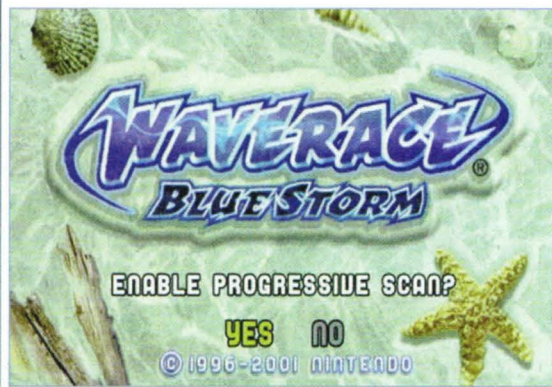 WAVERACE®
BLUE STORM
ENABLE PROGRESSIVE SCAN?
YES NO
© 1996-2001 NINTENDO